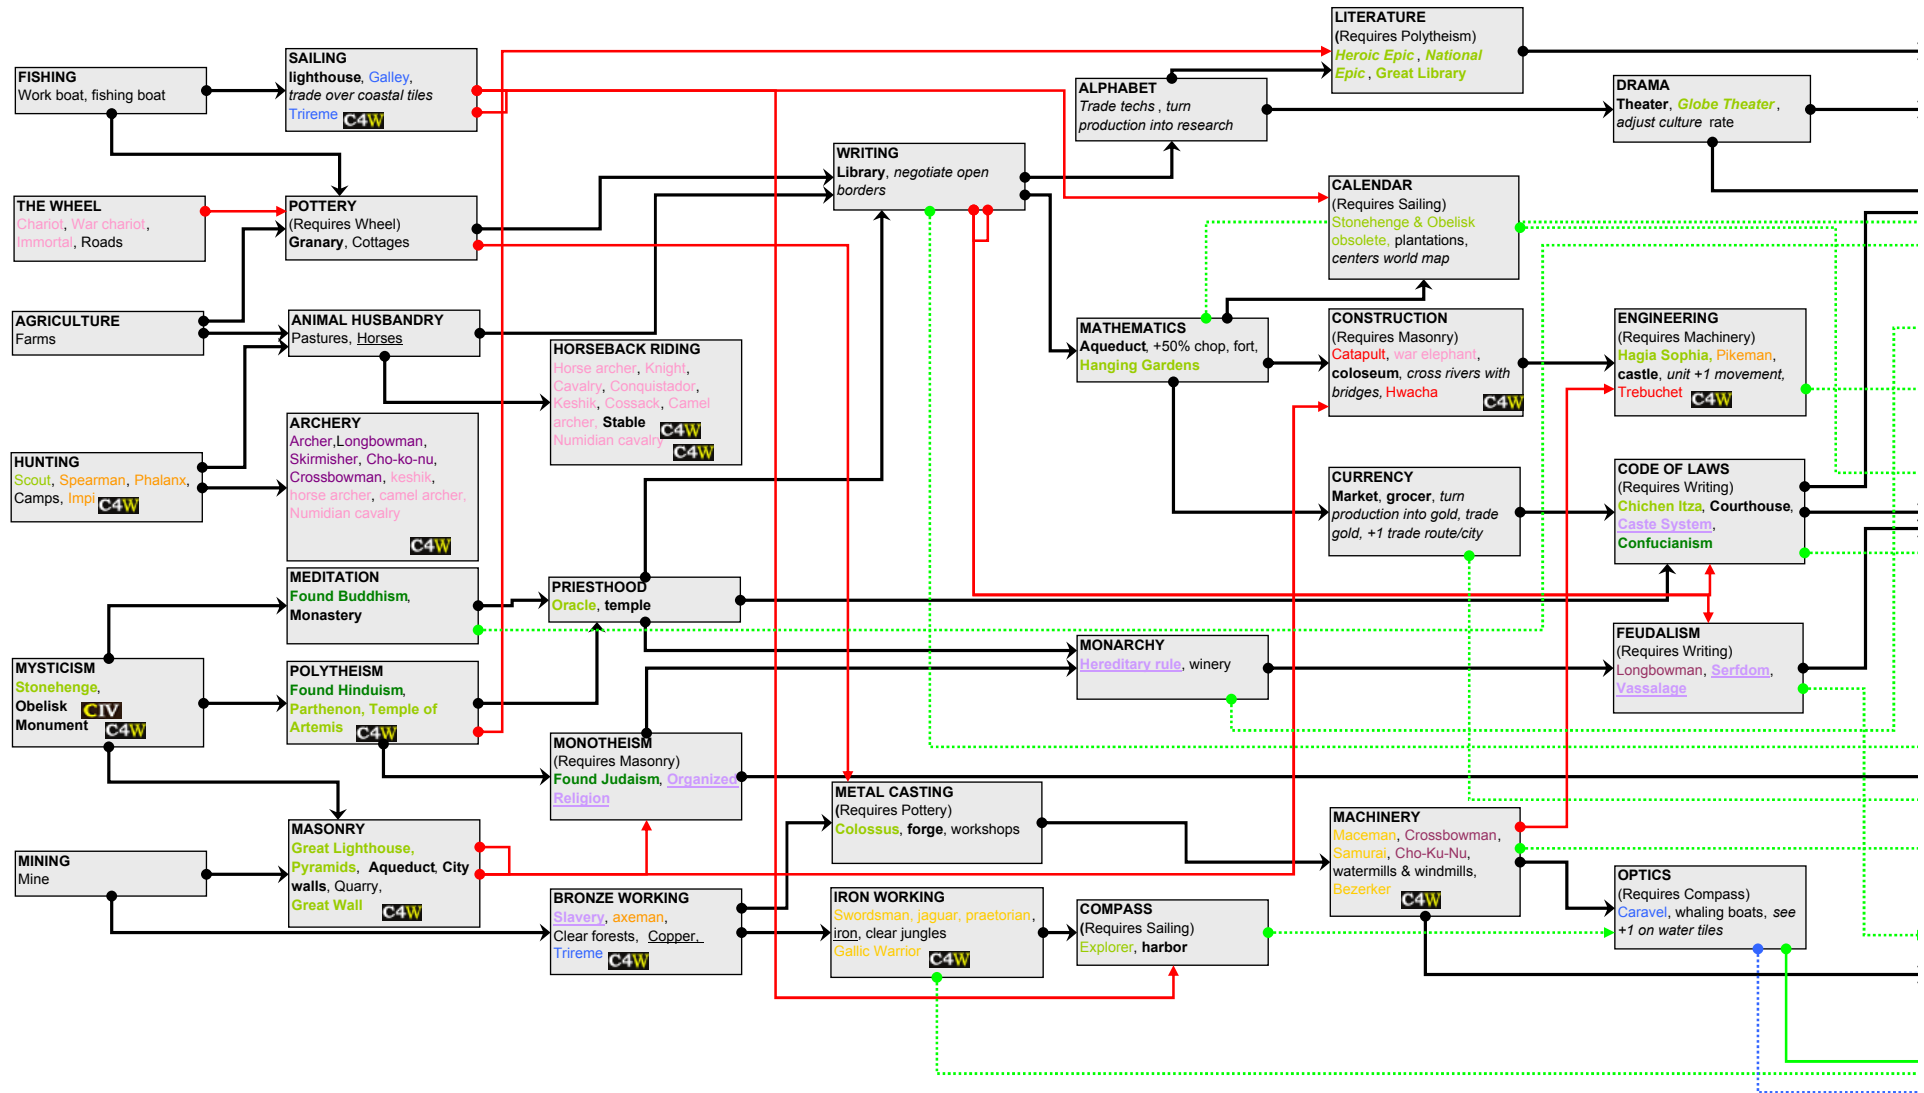 FISHING
Work boat, fishing boat
SAILING
lighthouse, Galley,
trade over coastal tiles
Trireme C4W
THE WHEEL
Chariot, War chariot,
Immortal, Roads
POTTERY
(Requires Wheel)
Granary, Cottages
AGRICULTURE
Farms
ANIMAL HUSBANDRY
Pastures, Horses
HORSEBACK RIDING
Horse archer, Knight,
Cavalry, Conquistador,
Keshik, Cossack, Camel
archer, Stable C4W
Numidian cavalry C4W
HUNTING
Scout, Spearman, Phalanx,
Camps, Impi C4W
ARCHERY
Archer,Longbowman,
Skirmisher, Cho-ko-nu,
Crossbowman, keshik,
horse archer, camel archer,
Numidian cavalry
C4W
MEDITATION
Found Buddhism,
Monastery
PRIESTHOOD
Oracle, temple
MYSTICISM
Stonehenge,
Obelisk CIV
Monument C4W
POLYTHEISM
Found Hinduism,
Parthenon, Temple of
Artemis C4W
MONOTHEISM
(Requires Masonry)
Found Judaism, Organized
Religion
MINING
Mine
MASONRY
Great Lighthouse,
Pyramids, Aqueduct, City
walls, Quarry,
Great Wall C4W
BRONZE WORKING
Slavery, axeman,
Clear forests, Copper,
Trireme C4W
WRITING
Library, negotiate open
borders
METAL CASTING
(Requires Pottery)
Colossus, forge, workshops
IRON WORKING
Swordsman, jaguar, praetorian,
iron, clear jungles
Gallic Warrior C4W
ALPHABET
Trade techs , turn
production into research
MATHEMATICS
Aqueduct, +50% chop, fort,
Hanging Gardens
MONARCHY
Hereditary rule, winery
COMPASS
(Requires Sailing)
Explorer, harbor
LITERATURE
(Requires Polytheism)
Heroic Epic , National
Epic , Great Library
CALENDAR
(Requires Sailing)
Stonehenge & Obelisk
obsolete, plantations,
centers world map
CONSTRUCTION
(Requires Masonry)
Catapult, war elephant,
coloseum, cross rivers with
bridges, Hwacha C4W
CURRENCY
Market, grocer, turn
production into gold, trade
gold, +1 trade route/city
MACHINERY
Maceman, Crossbowman,
Samurai, Cho-Ku-Nu,
watermills & windmills,
Bezerker C4W
DRAMA
Theater, Globe Theater ,
adjust culture rate
ENGINEERING
(Requires Machinery)
Hagia Sophia, Pikeman,
castle, unit +1 movement,
Trebuchet C4W
CODE OF LAWS
(Requires Writing)
Chichen Itza, Courthouse,
Caste System,
Confucianism
FEUDALISM
(Requires Writing)
Longbowman, Serfdom,
Vassalage
OPTICS
(Requires Compass)
Caravel, whaling boats, see
+1 on water tiles